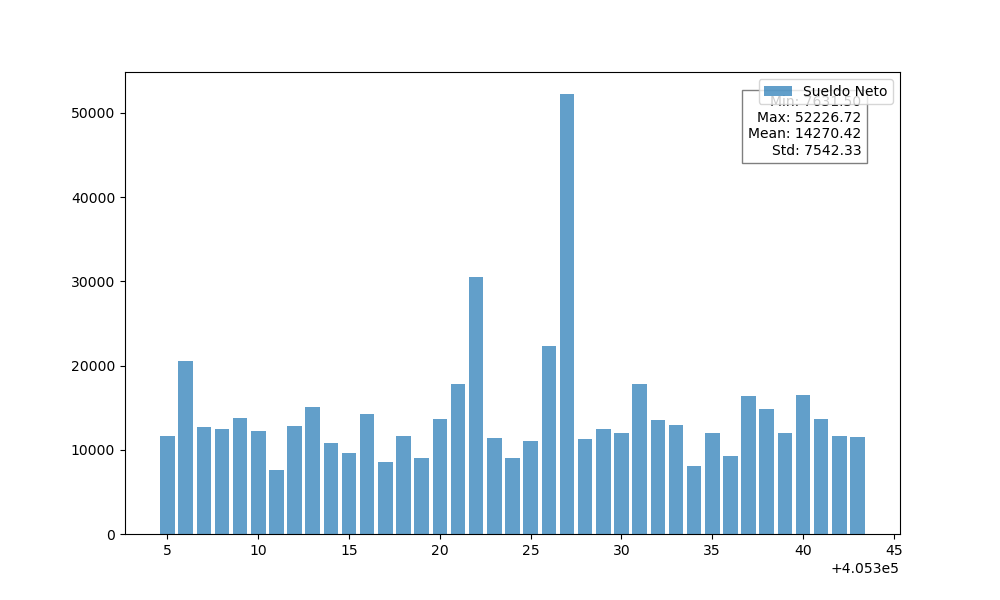 Sueldo Neto
Min: 7631.50
Max: 52226.72
Mean: 14270.42
Std: 7542.33
50000
40000
30000
20000
10000
0
5 10 15 20 25 30 35 40 45
+4.053e5